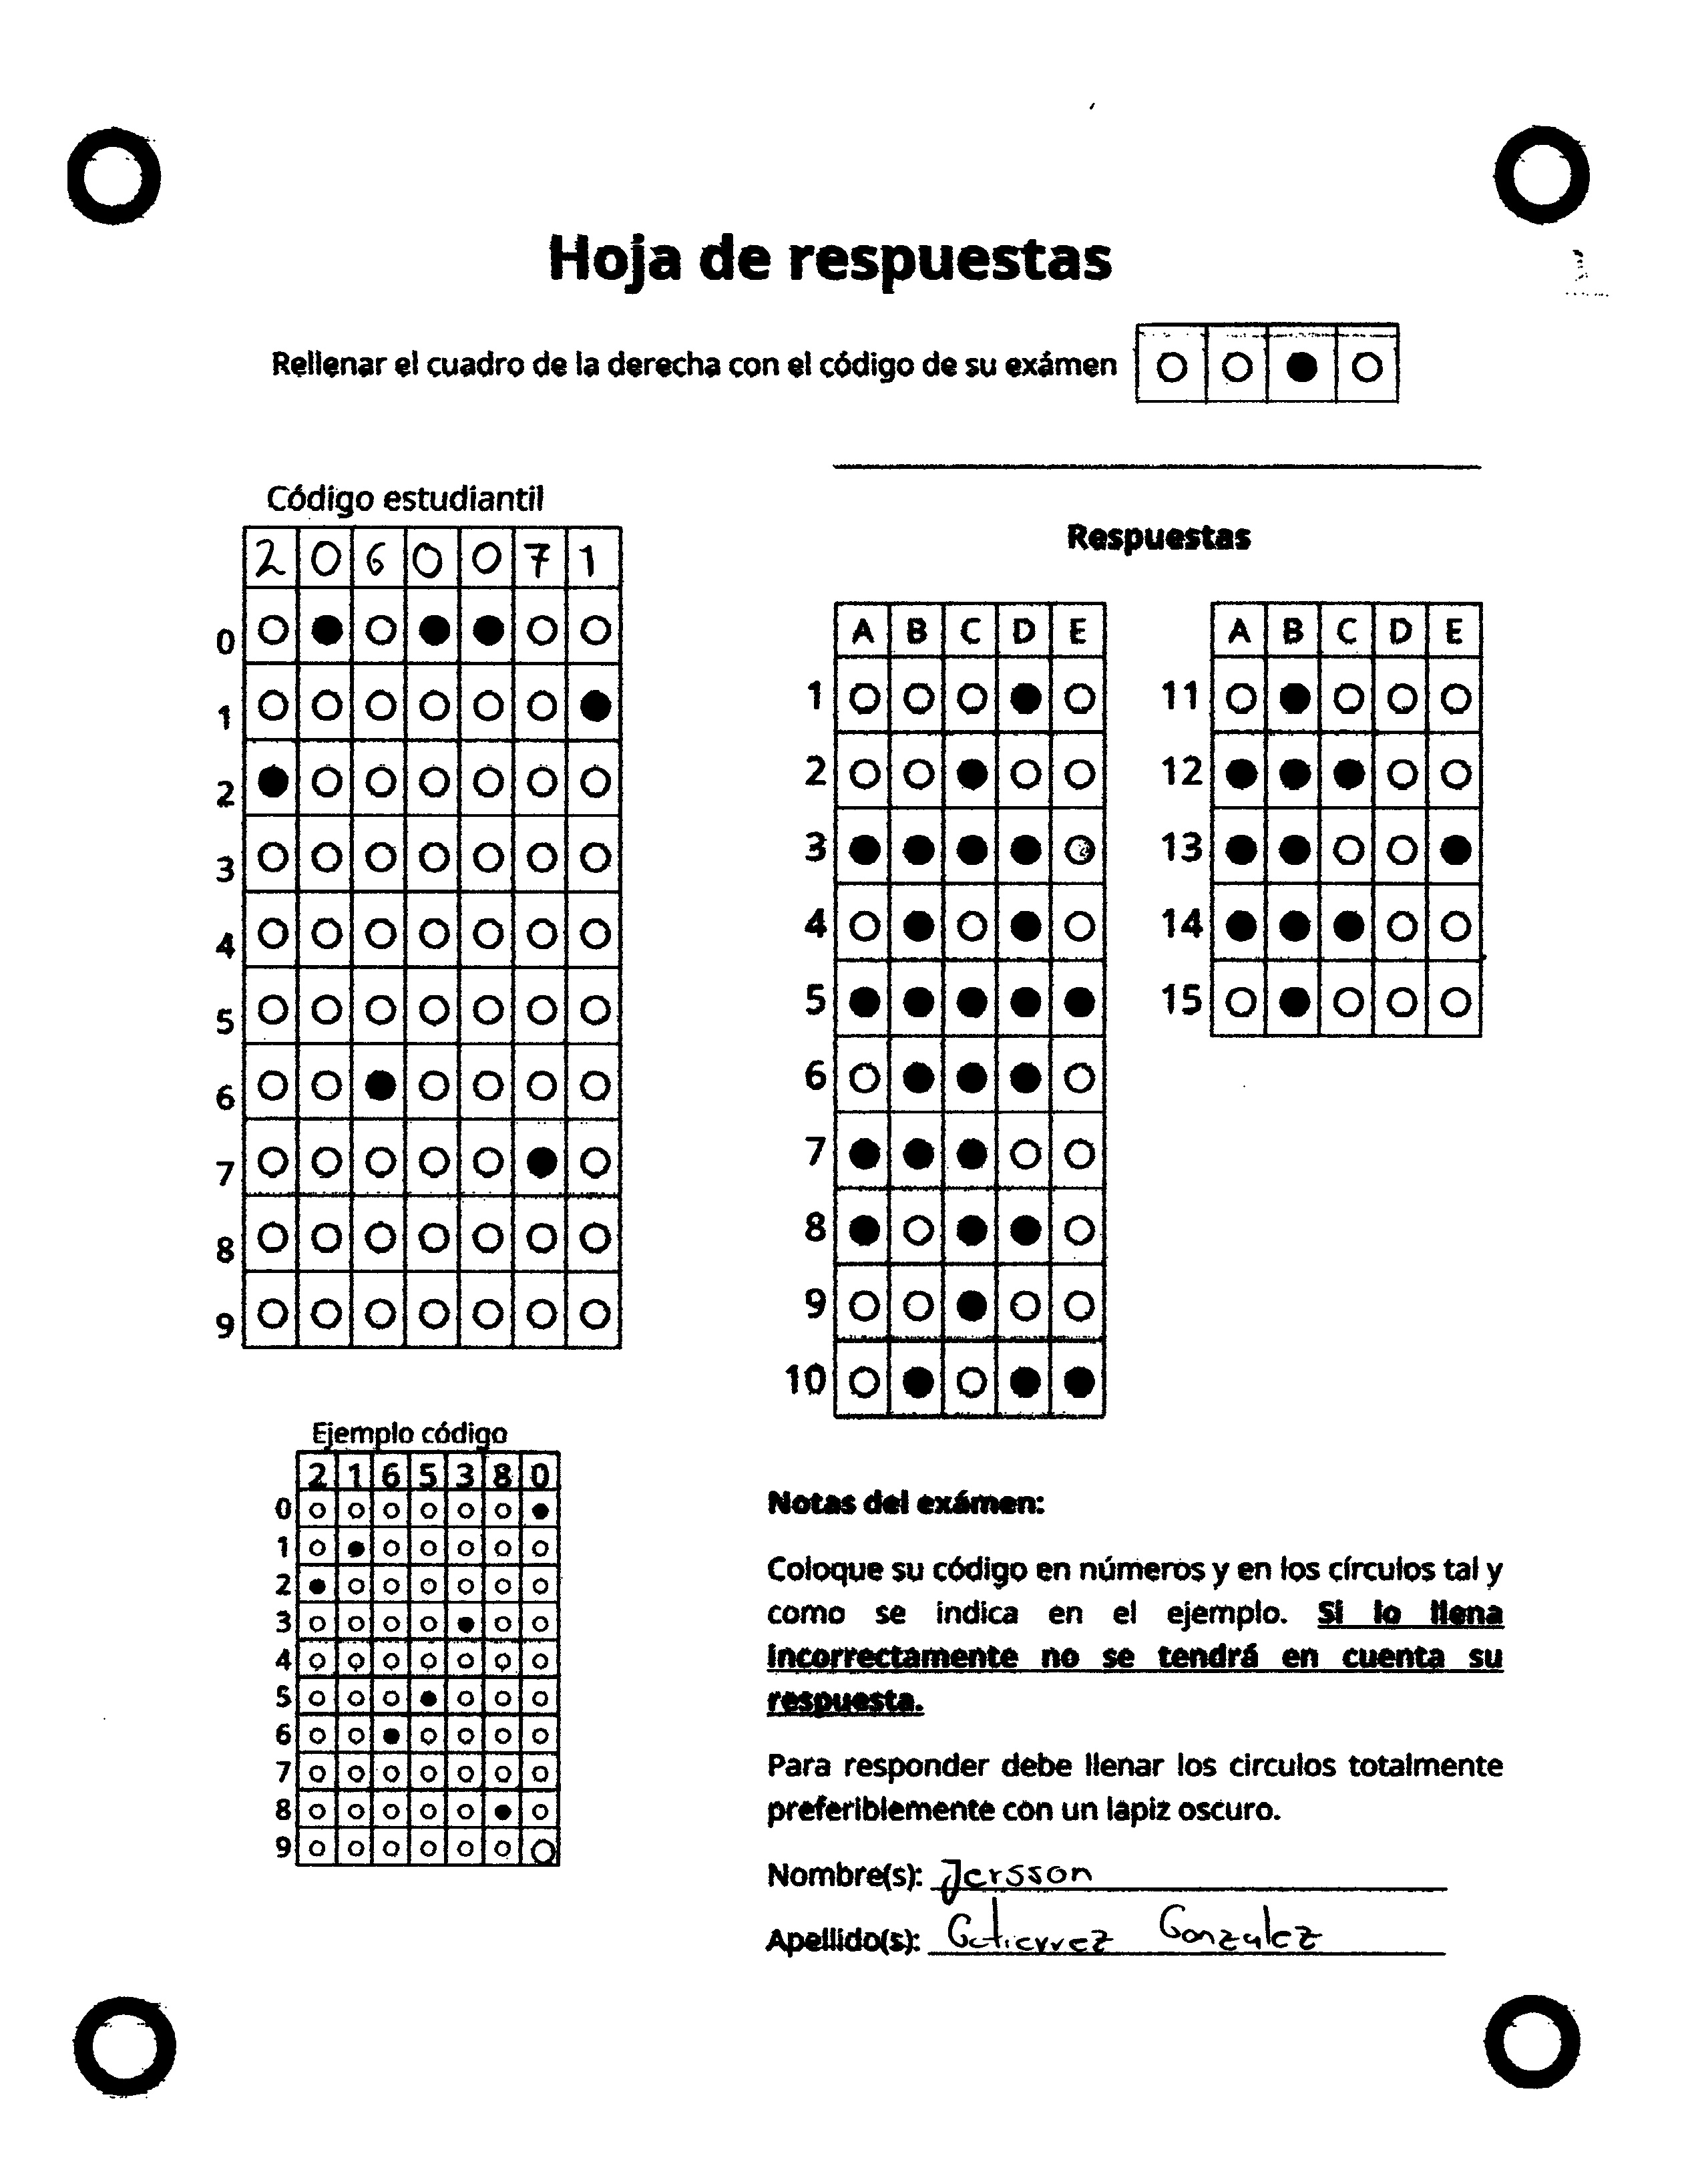 Hoja de respuestas
Rellenar el cuadro de la derecha con el código de su exámen
Código estudiantil
2 0 6 0 0 7 1
0
1
2
3
4
5
6
7
8
9
Ejemplo código
2 1 6 5 3 8 0
0
1
2
3
4
5
6
7
8
9
Respuestas
A B C D E
1
2
3
4
5
6
7
8
9
10
A B C D E
11
12
13
14
15
Notas del exámen:
Coloque su código en números y en los círculos tal y
como se indica en el ejemplo. Si lo llena
incorrectamente no se tendrá en cuenta su
respuesta.
Para responder debe llenar los circulos totalmente
preferiblemente con un lapiz oscuro.
Nombre(s): Jersson
Apellido(s): Gutierrez Gonzalez